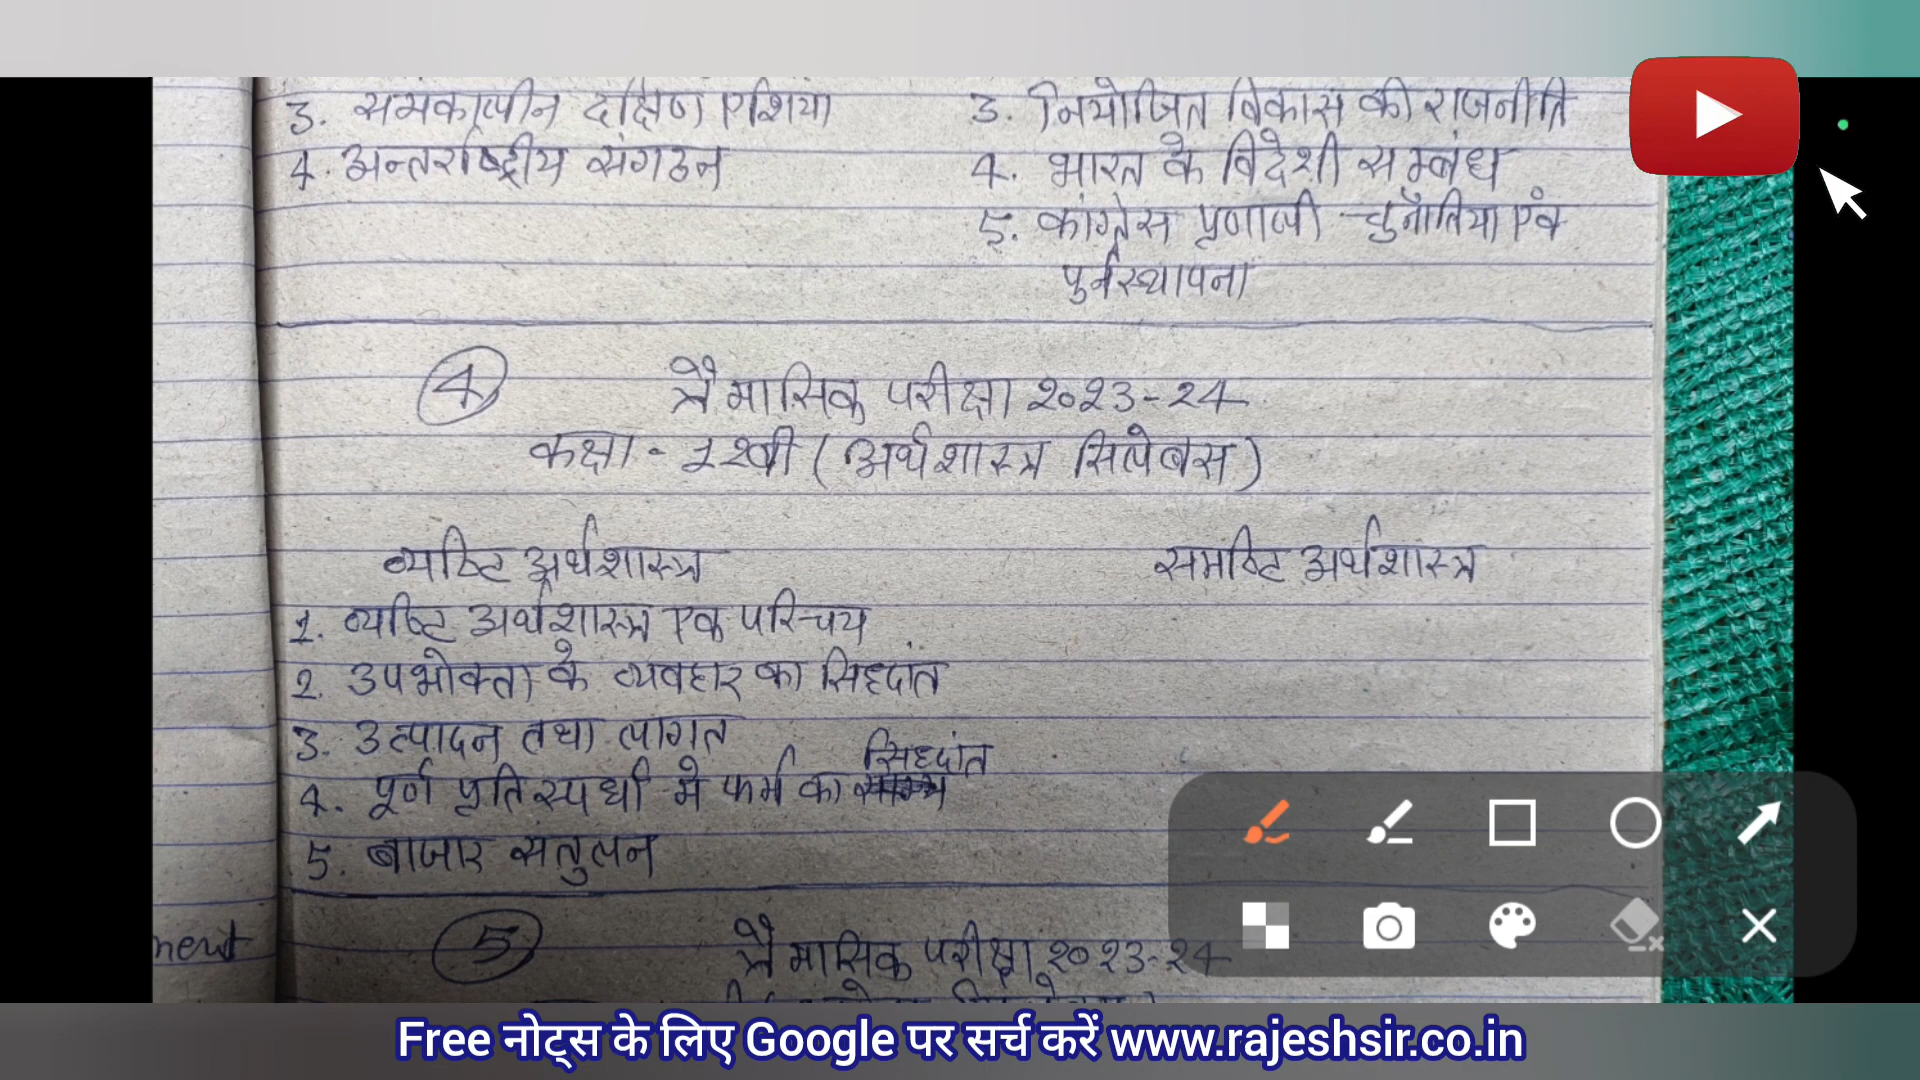 3. समकालीन दक्षिण एशिया
3. नियोजित विकास की राजनीति
4. अन्तर्राष्ट्रीय संगठन
4. भारत के विदेशी सम्बंध
5. कांग्रेस प्रणाली - चुनौतिया एवं
पुर्नस्थापना
4 त्रैमासिक परीक्षा 2023-24
कक्षा - 12वी (अर्थशास्त्र सिलेबस)
व्यष्टि अर्थशास्त्र
समष्टि अर्थशास्त्र
1. व्यष्टि अर्थशास्त्र एक परिचय
2. उपभोक्ता के व्यवहार का सिद्दांत
3. उत्पादन तथा लागत
4. पूर्ण प्रतिस्पर्धा मे फर्म का सिद्दांत
5. बाजार संतुलन
ment
5 त्रैमासिक परीक्षा 2023-24
Free नोट्स के लिए Google पर सर्च करें www.rajeshsir.co.in